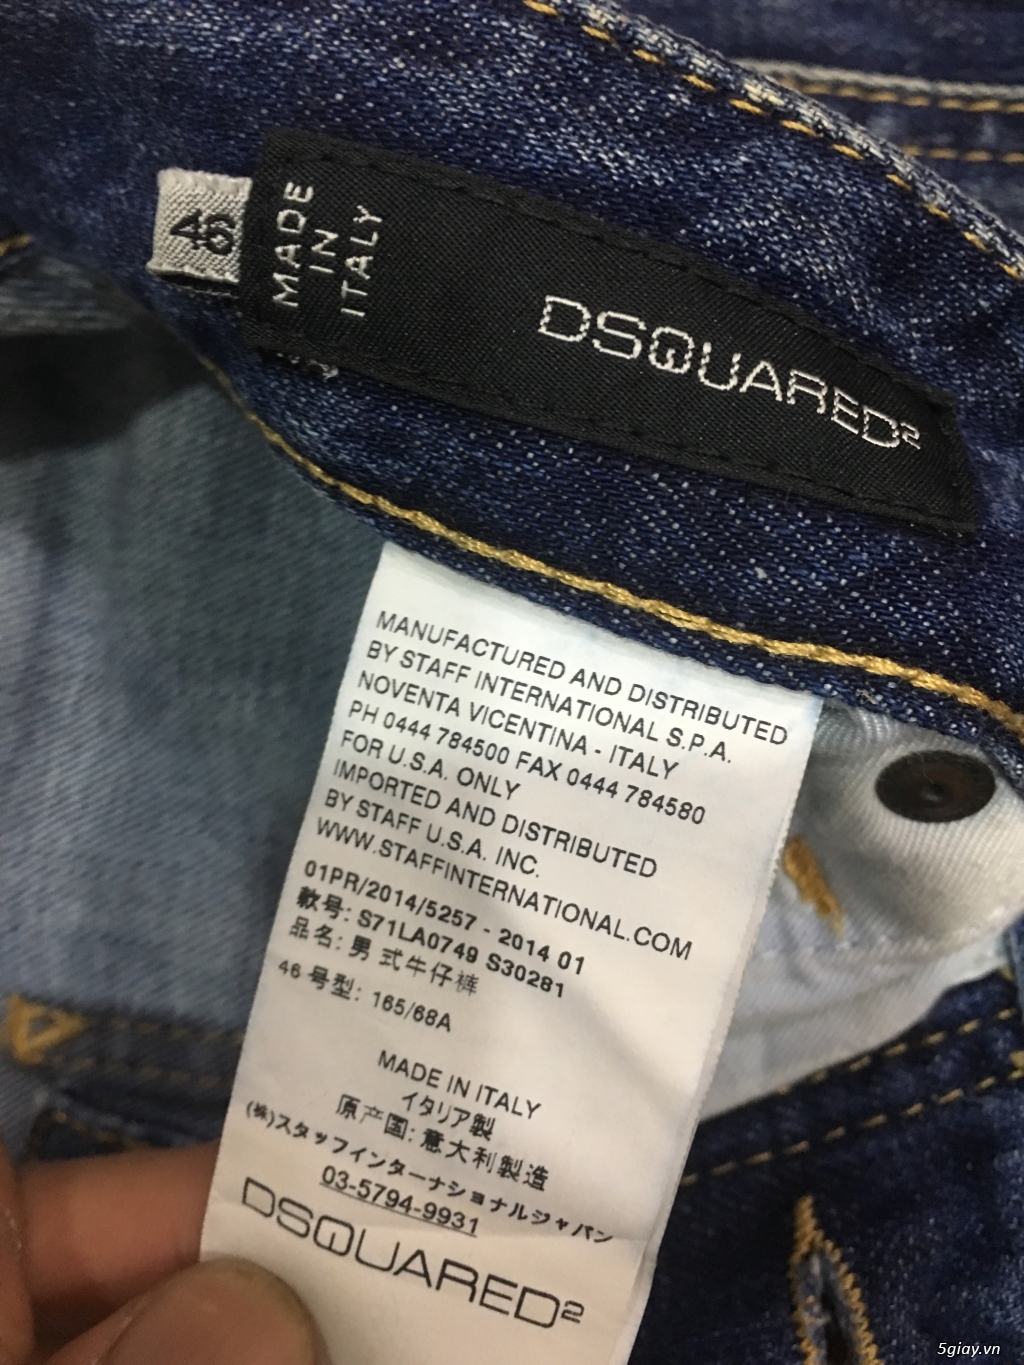 46
MADE
IN
ITALY
DSQUARED²
MANUFACTURED AND DISTRIBUTED
BY STAFF INTERNATIONAL S.P.A.
NOVENTA VICENTINA - ITALY
PH 0444 784500 FAX 0444 784580
FOR U.S.A. ONLY
IMPORTED AND DISTRIBUTED
BY STAFF U.S.A. INC.
WWW.STAFFINTERNATIONAL.COM
01PR/2014/5257 - 2014 01
款号: S71LA0749 S30281
品名: 男 式牛仔裤
46 号型: 165/68A
MADE IN ITALY
イタリア製
原产国: 意大利製造
(株)スタッフインターナショナルジャパン
03-5794-9931
DSQUARED²
5giay.vn